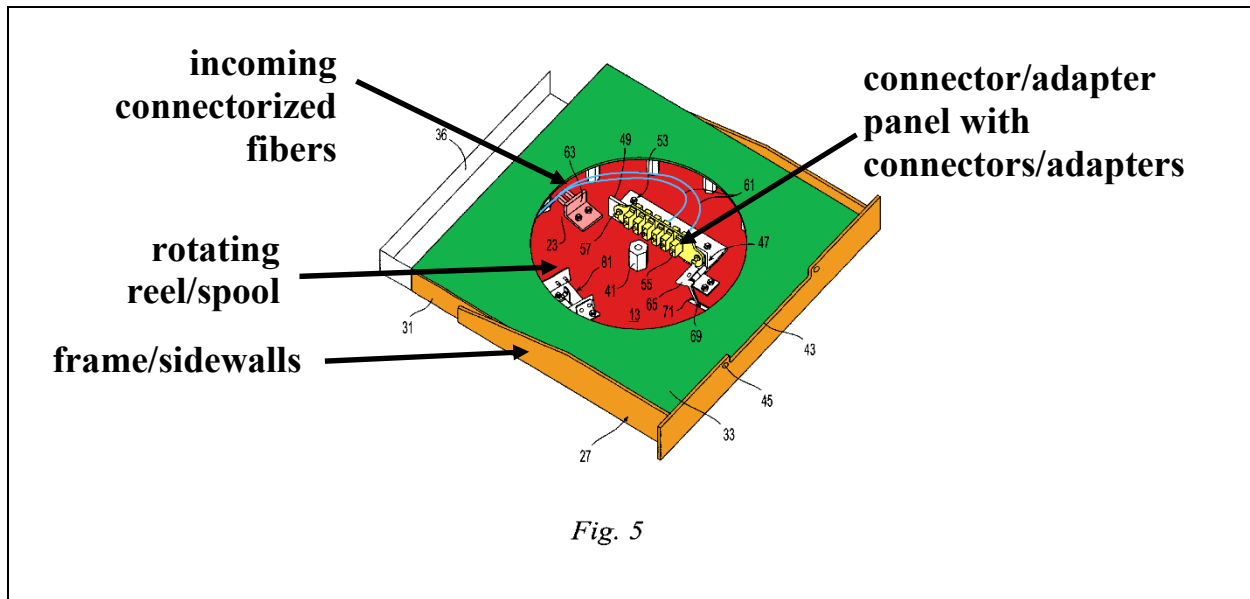 incoming
connectorized
fibers
connector/adapter
panel with
connectors/adapters
rotating
reel/spool
frame/sidewalls
36
63
49
53
61
23
57
47
81
41
55
65
71
13
69
31
43
45
33
27
Fig. 5